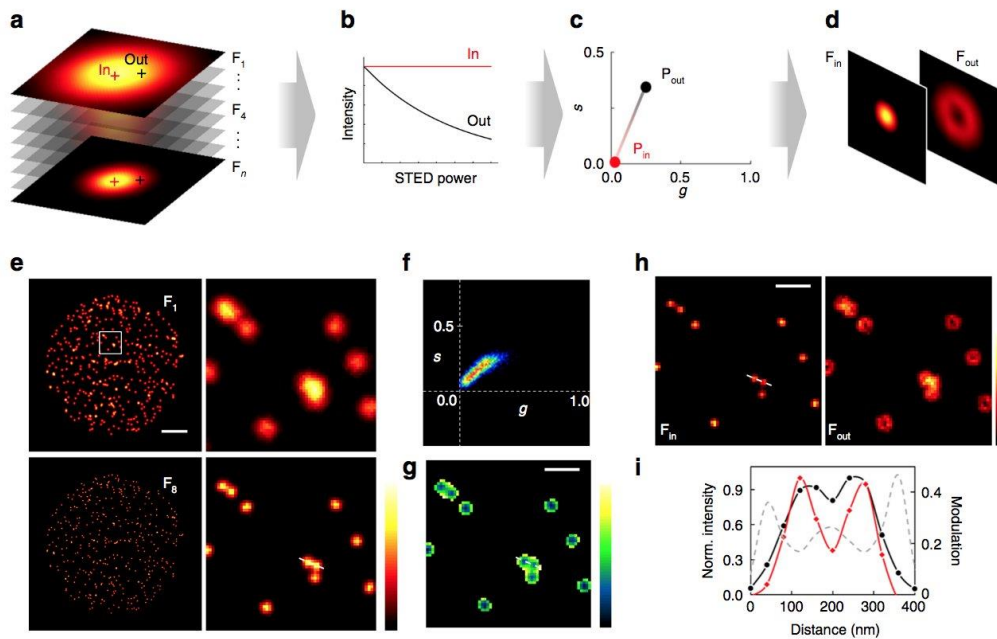 a
In
Out
F1
⋮
F4
⋮
Fn
b
Intensity
In
Out
STED power
c
0.5
s
0.0
Pout
Pin
0.0
0.5
1.0
g
d
Fin
Fout
e
F1
F8
f
0.5
s
0.0
g
1.0
g
h
Fin
Fout
i
Norm. intensity
0.9
0.6
0.3
0.0
0.4
0.2
0
Modulation
0 100 200 300 400
Distance (nm)